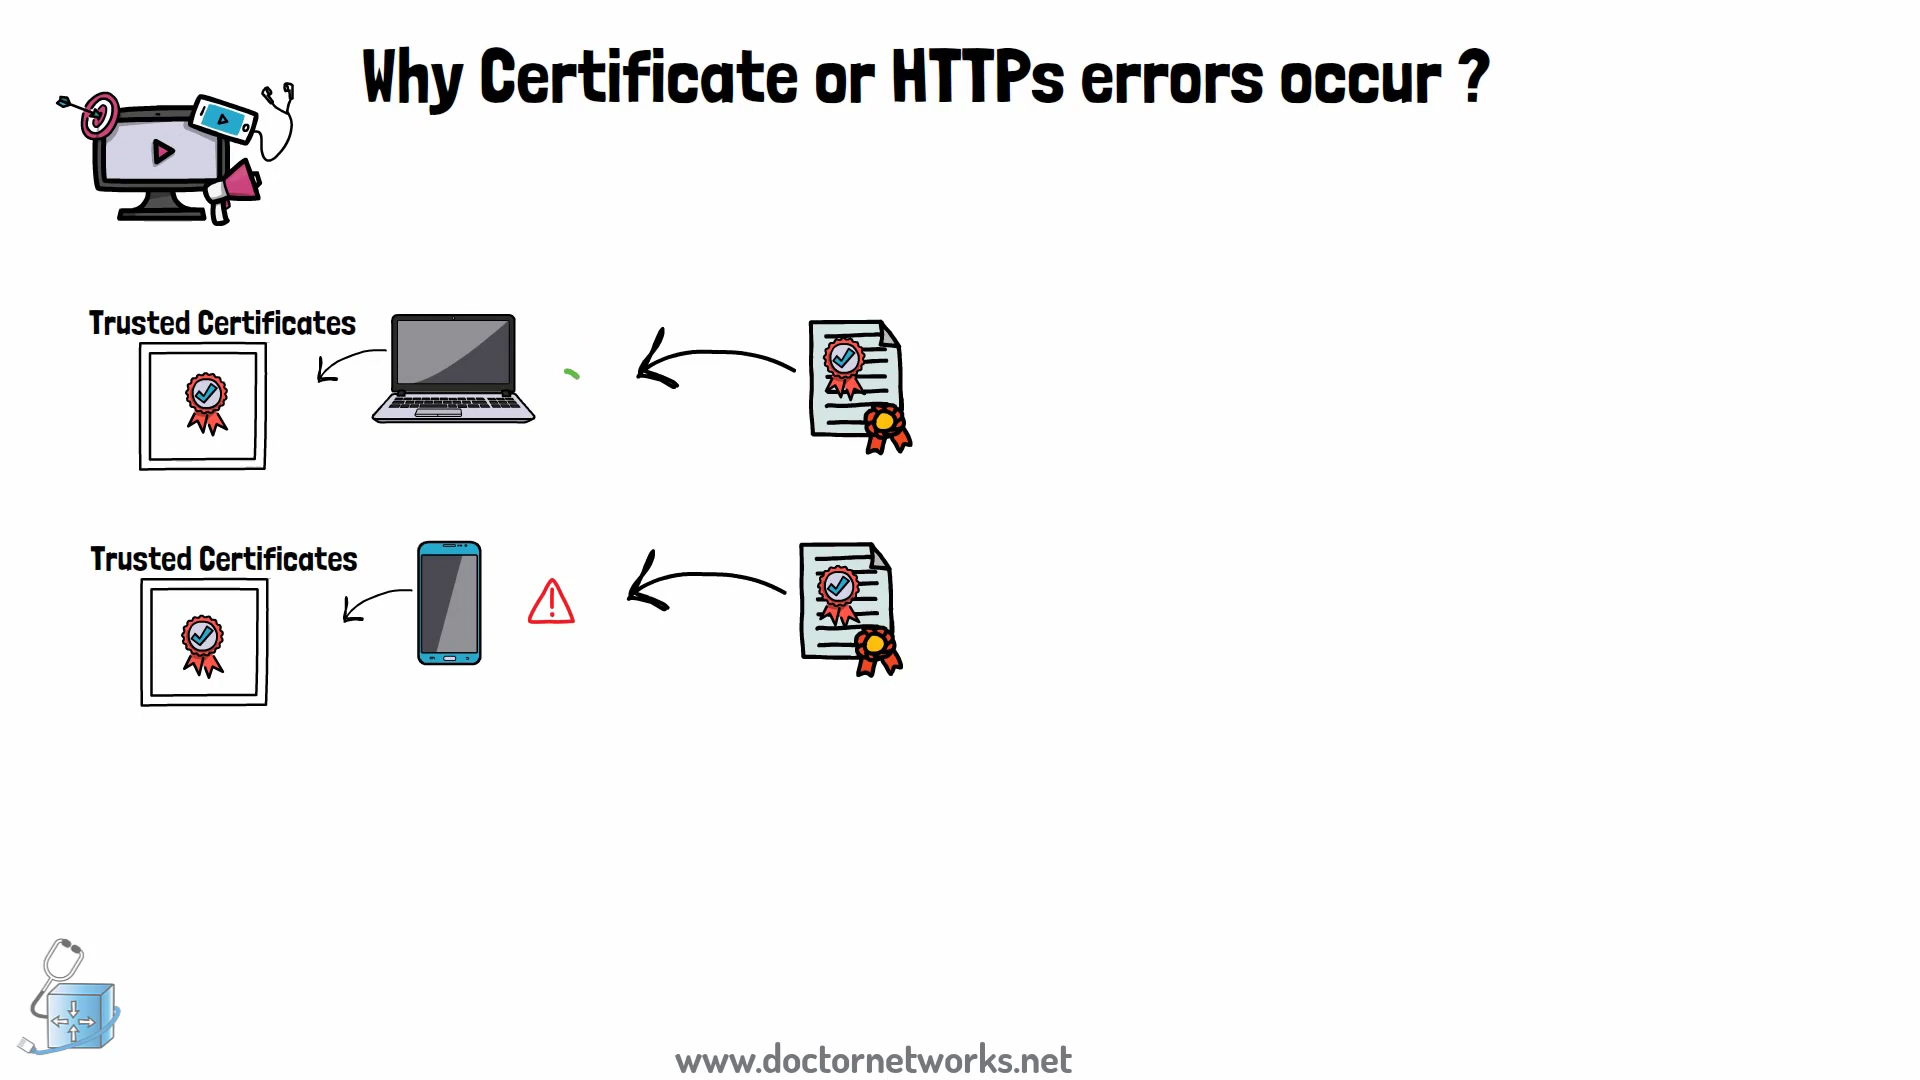 Why Certificate or HTTPs errors occur ?
Trusted Certificates
Trusted Certificates
www.doctornetworks.net